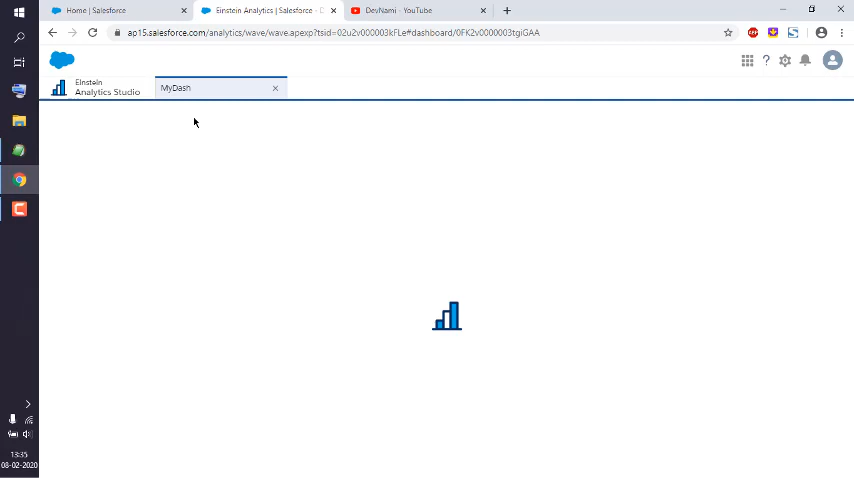 Home | Salesforce
Einstein Analytics | Salesforce - D
DevNami - YouTube
ap15.salesforce.com/analytics/wave/wave.apexp?tsid=02u2v000003kFLe#dashboard/0FK2v0000003tgiGAA
Einstein
Analytics Studio
MyDash
13:35
08-02-2020